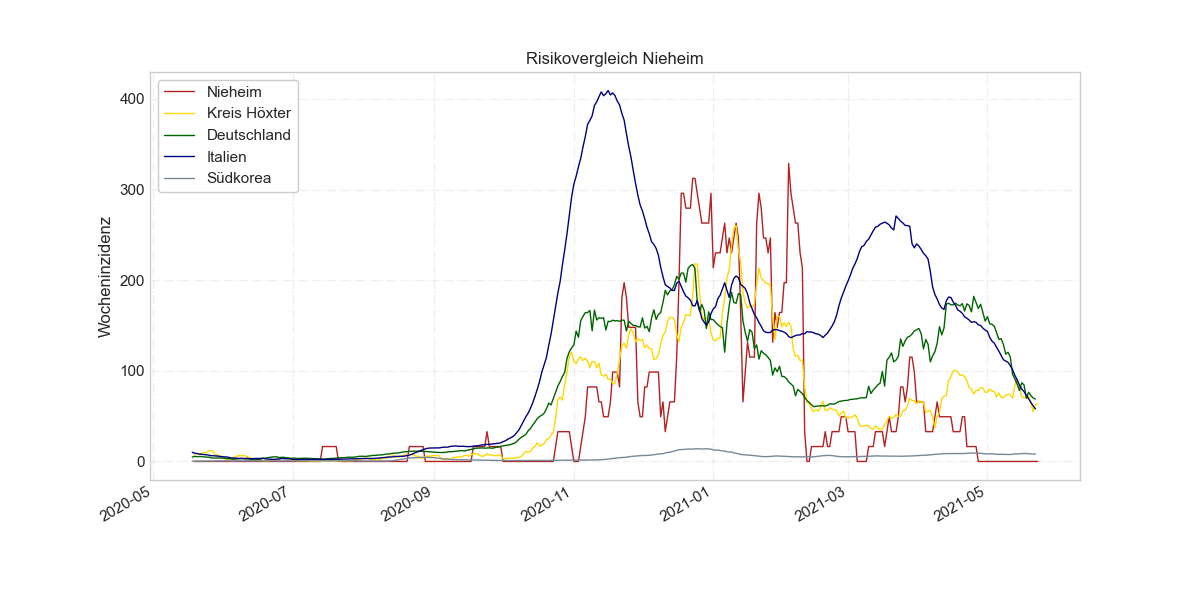 Risikovergleich Nieheim
Nieheim
Kreis Höxter
Deutschland
Italien
Südkorea
Wocheninzidenz
400
300
200
100
0
2020-05
2020-07
2020-09
2020-11
2021-01
2021-03
2021-05